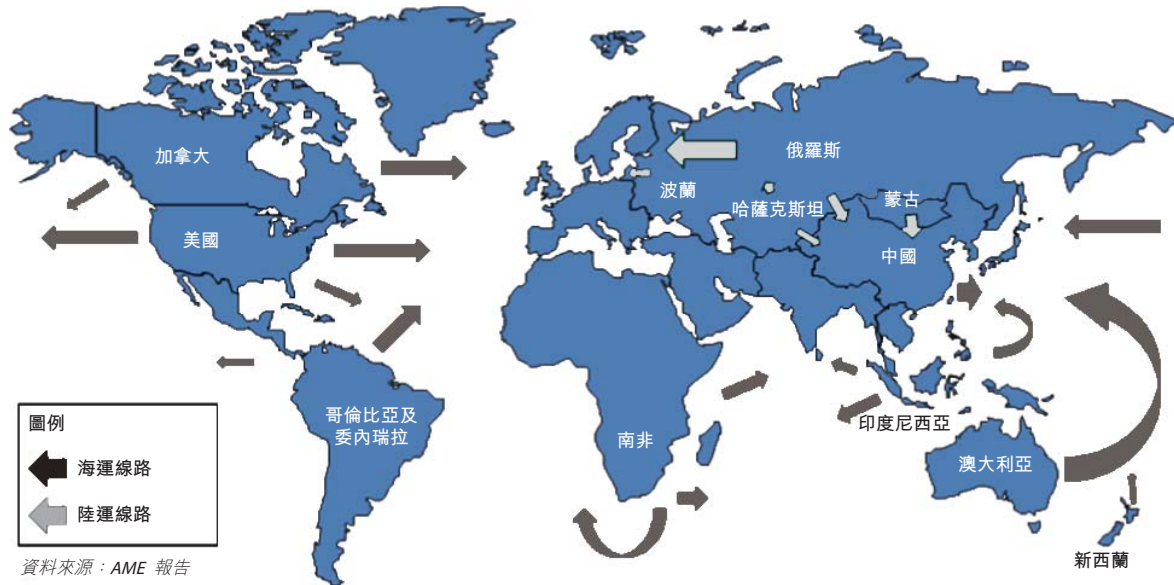 加拿大
美國
哥倫比亞及
委內瑞拉
俄羅斯
波蘭
哈薩克斯坦
蒙古
中國
南非
印度尼西亞
澳大利亞
新西蘭
圖例
海運線路
陸運線路
資料來源：AME 報告